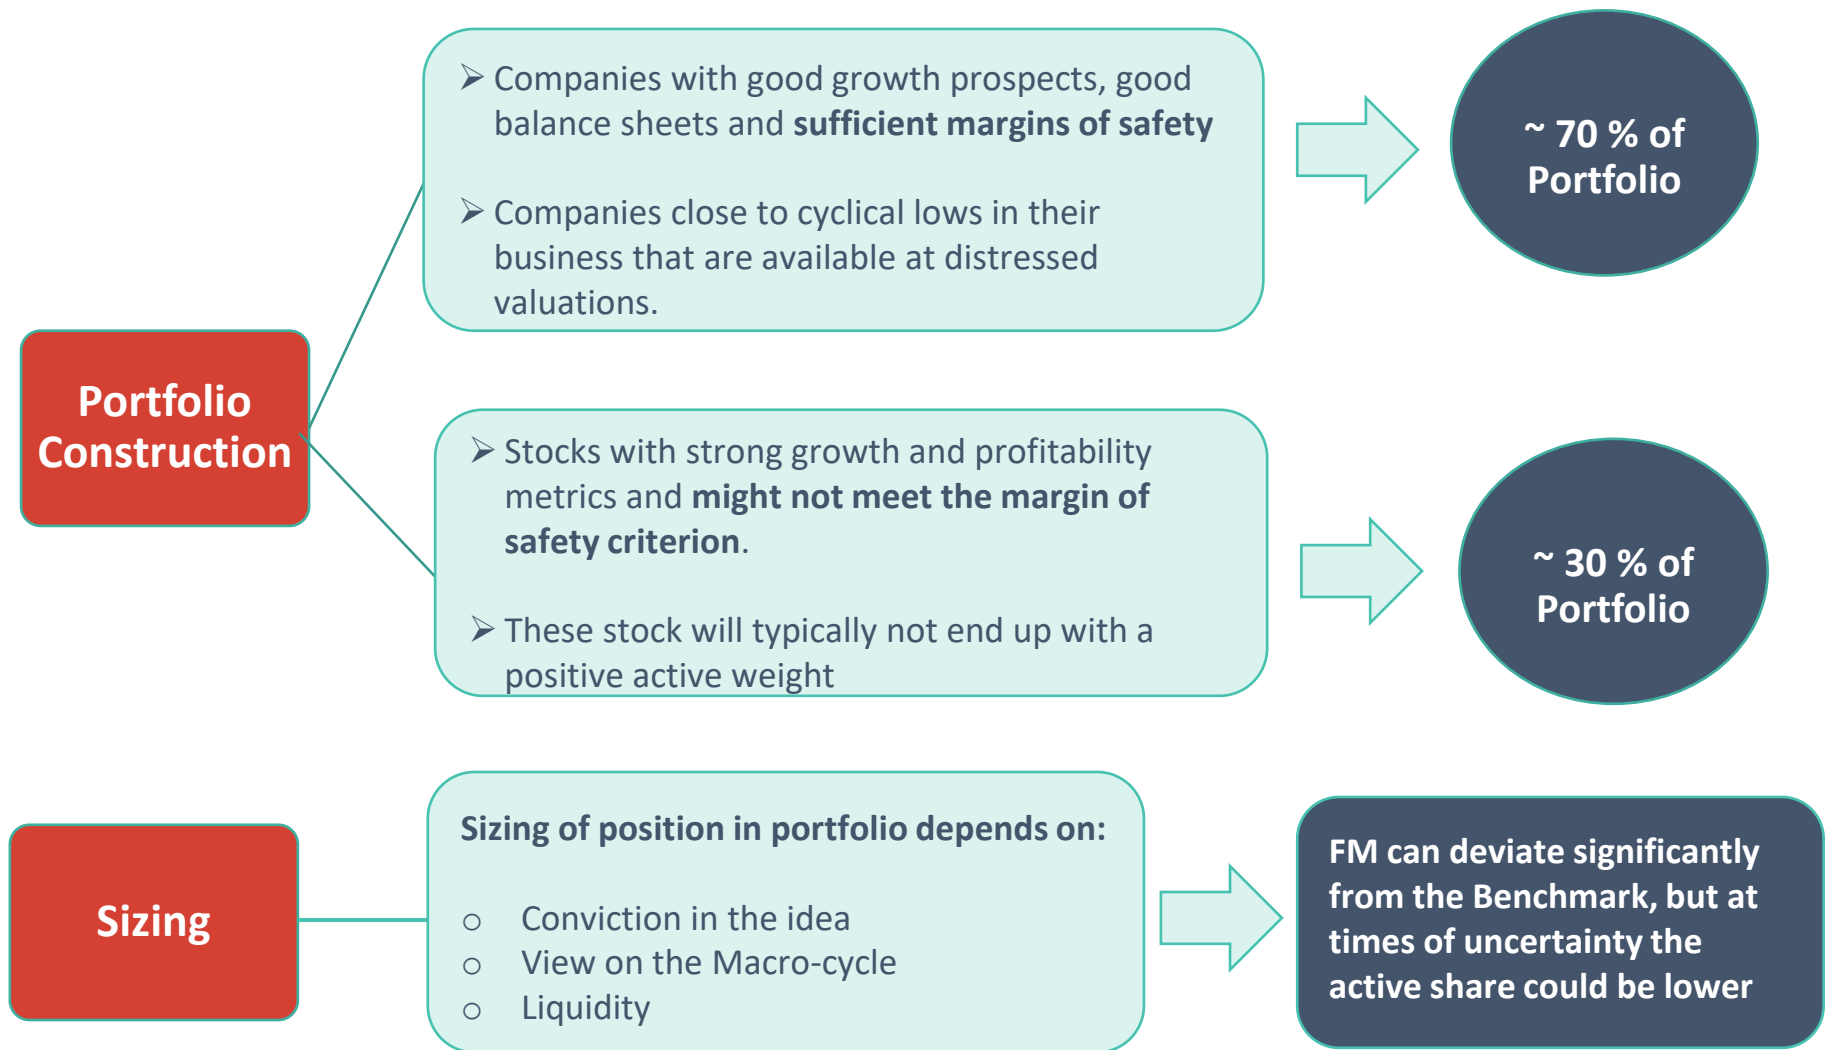 ➢ Companies with good growth prospects, good
balance sheets and sufficient margins of safety
➢ Companies close to cyclical lows in their
business that are available at distressed
valuations.
~ 70 % of
Portfolio
Portfolio
Construction
➢ Stocks with strong growth and profitability
metrics and might not meet the margin of
safety criterion.
➢ These stock will typically not end up with a
positive active weight
~ 30 % of
Portfolio
Sizing
Sizing of position in portfolio depends on:
o Conviction in the idea
o View on the Macro-cycle
o Liquidity
FM can deviate significantly
from the Benchmark, but at
times of uncertainty the
active share could be lower